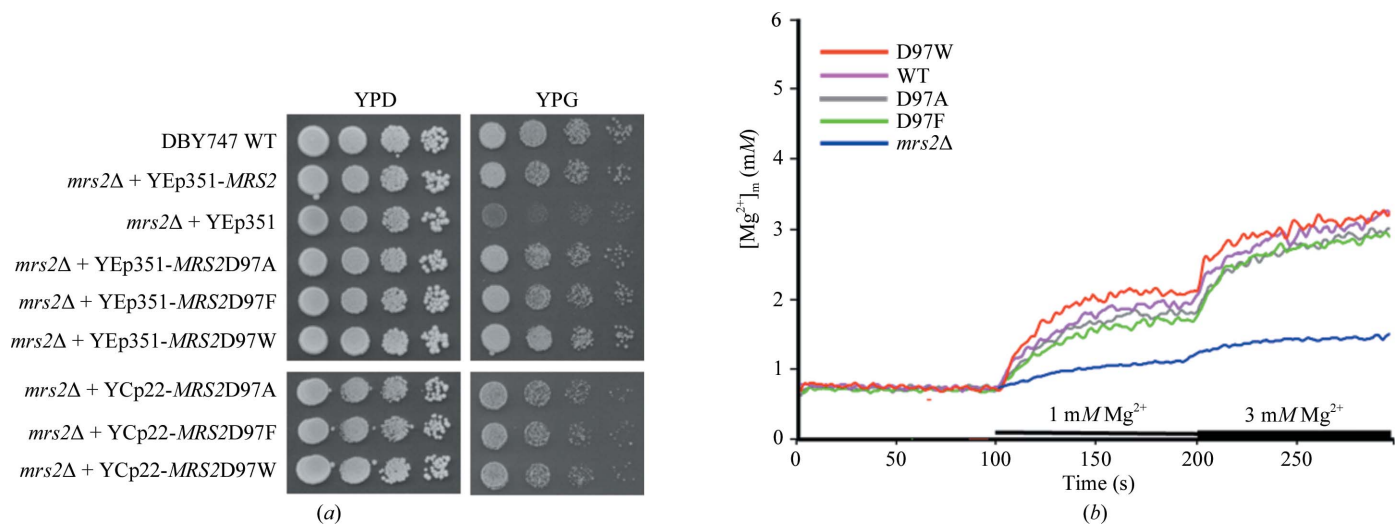 YPD YPG
DBY747 WT
mrs2Δ + YEp351-MRS2
mrs2Δ + YEp351
mrs2Δ + YEp351-MRS2D97A
mrs2Δ + YEp351-MRS2D97F
mrs2Δ + YEp351-MRS2D97W
mrs2Δ + YCp22-MRS2D97A
mrs2Δ + YCp22-MRS2D97F
mrs2Δ + YCp22-MRS2D97W
(a)
6
5
4
3
2
1
0
[Mg²⁺]ₘ (mM)
D97W
WT
D97A
D97F
mrs2Δ
1 mM Mg²⁺ 3 mM Mg²⁺
0 50 100 150 200 250
Time (s)
(b)